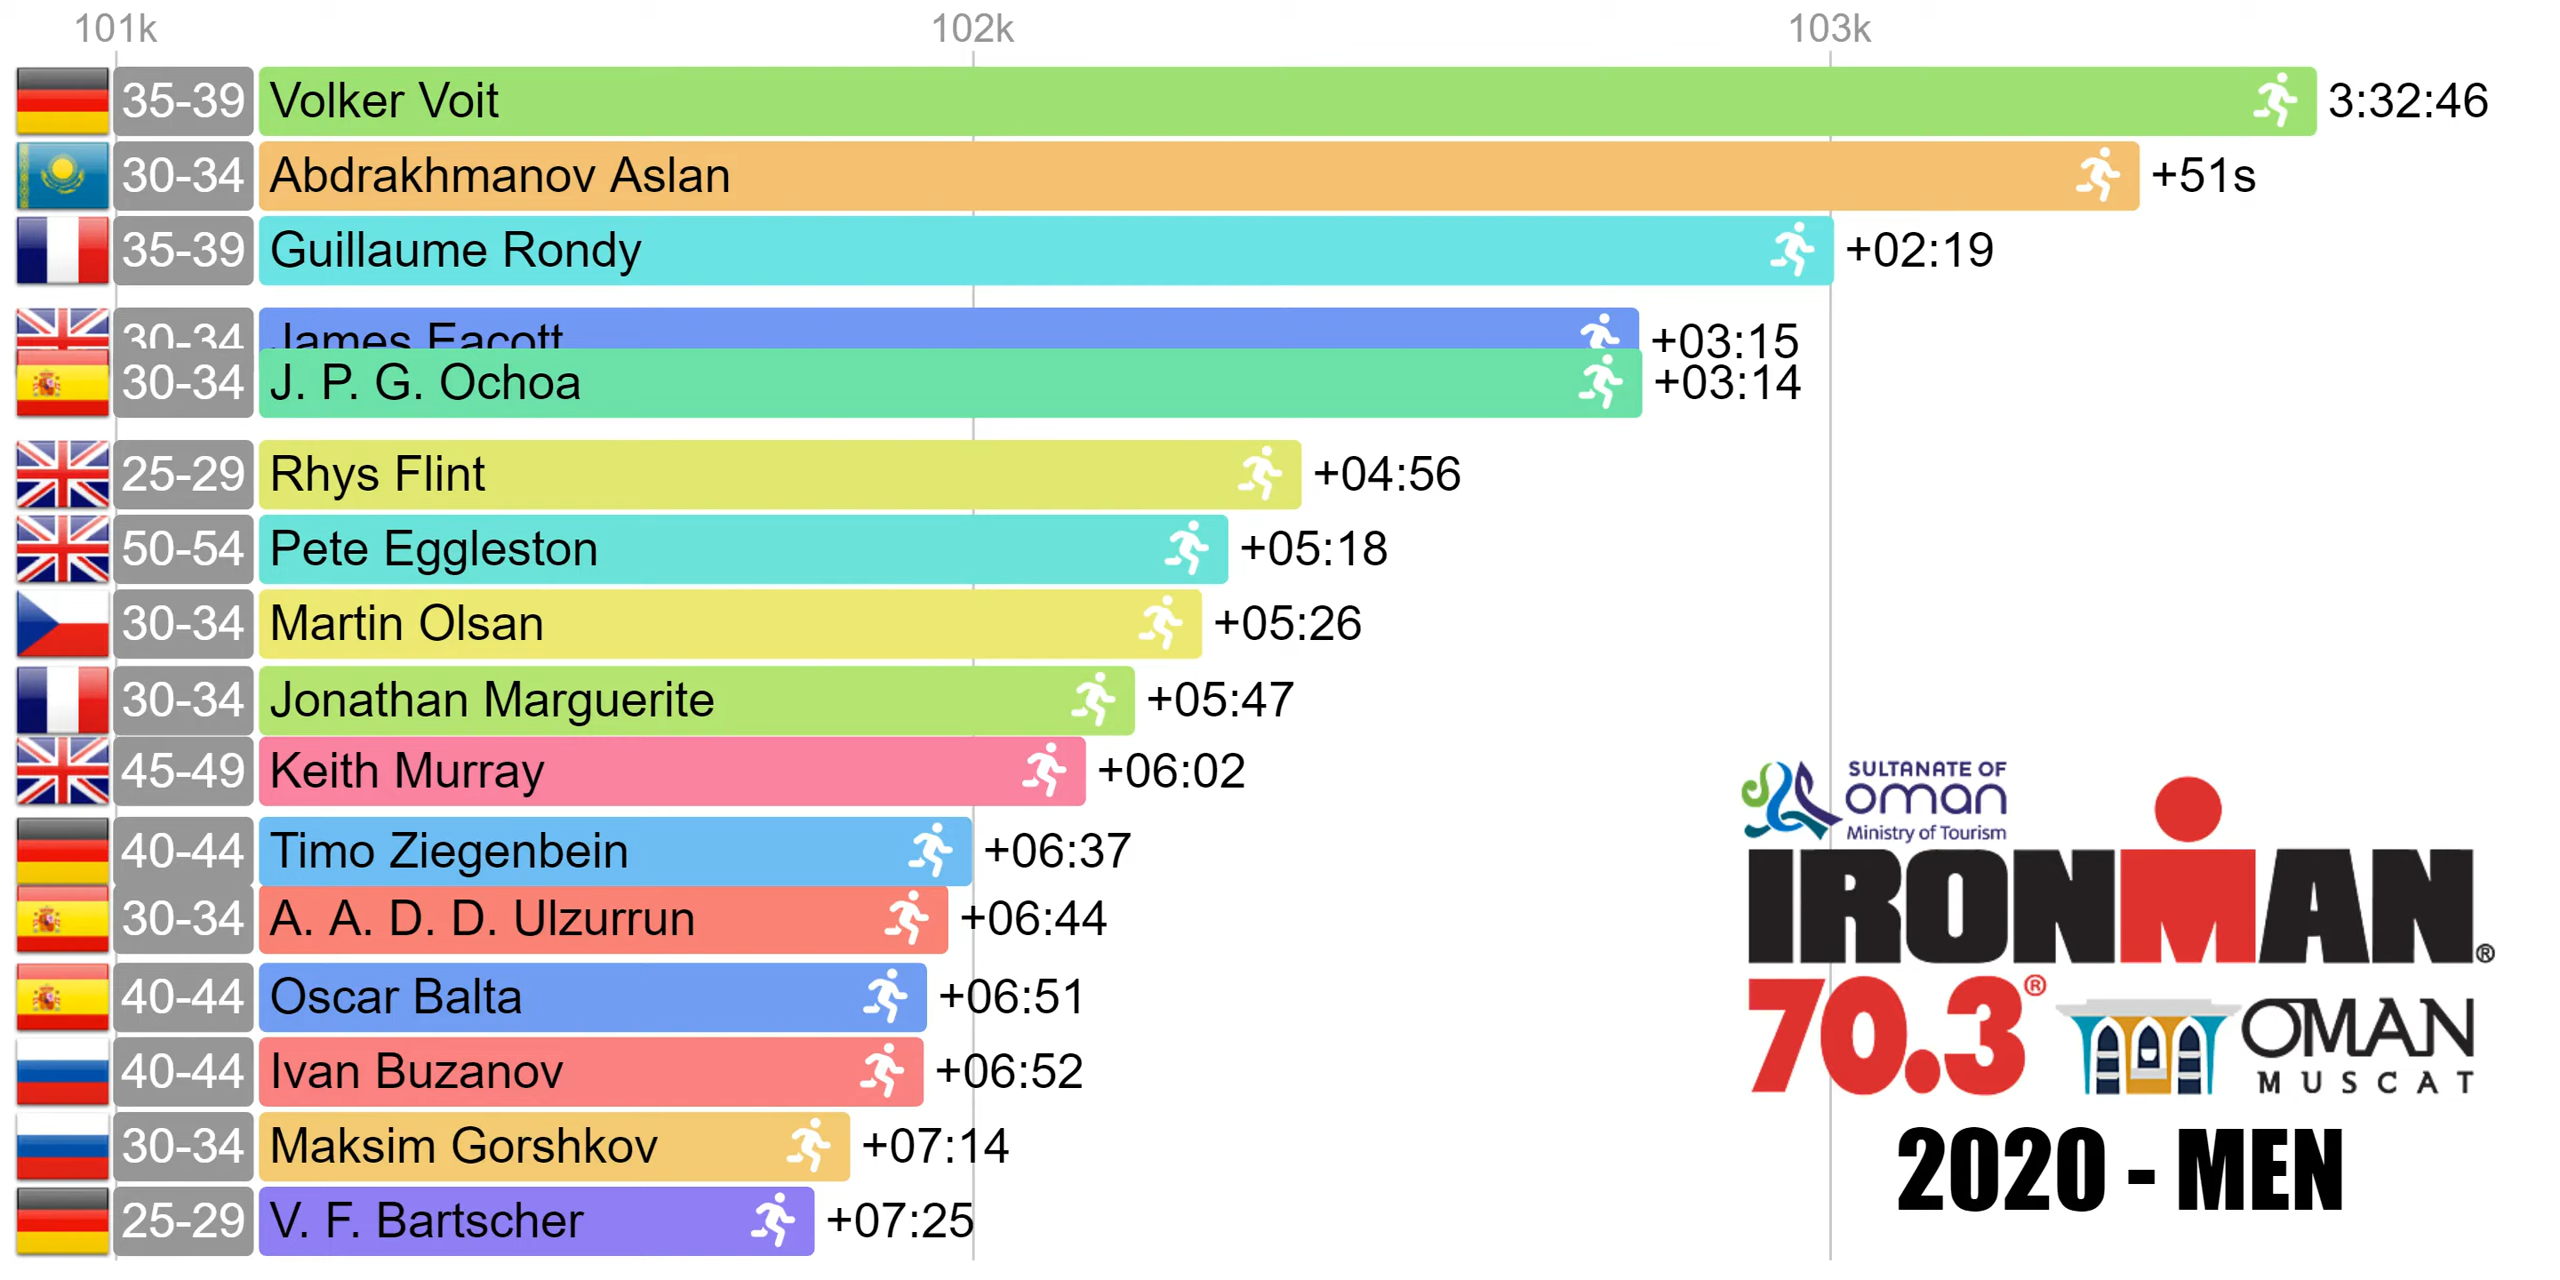 101k 102k 103k
35-39 Volker Voit 3:32:46
30-34 Abdrakhmanov Aslan +51s
35-39 Guillaume Rondy +02:19
30-34 James Eacott +03:15
30-34 J. P. G. Ochoa +03:14
25-29 Rhys Flint +04:56
50-54 Pete Eggleston +05:18
30-34 Martin Olsan +05:26
30-34 Jonathan Marguerite +05:47
45-49 Keith Murray +06:02
40-44 Timo Ziegenbein +06:37
30-34 A. A. D. D. Ulzurrun +06:44
40-44 Oscar Balta +06:51
40-44 Ivan Buzanov +06:52
30-34 Maksim Gorshkov +07:14
25-29 V. F. Bartscher +07:25
SULTANATE OF
oman
Ministry of Tourism
IRONMAN®
70.3®
OMAN
MUSCAT
2020 - MEN